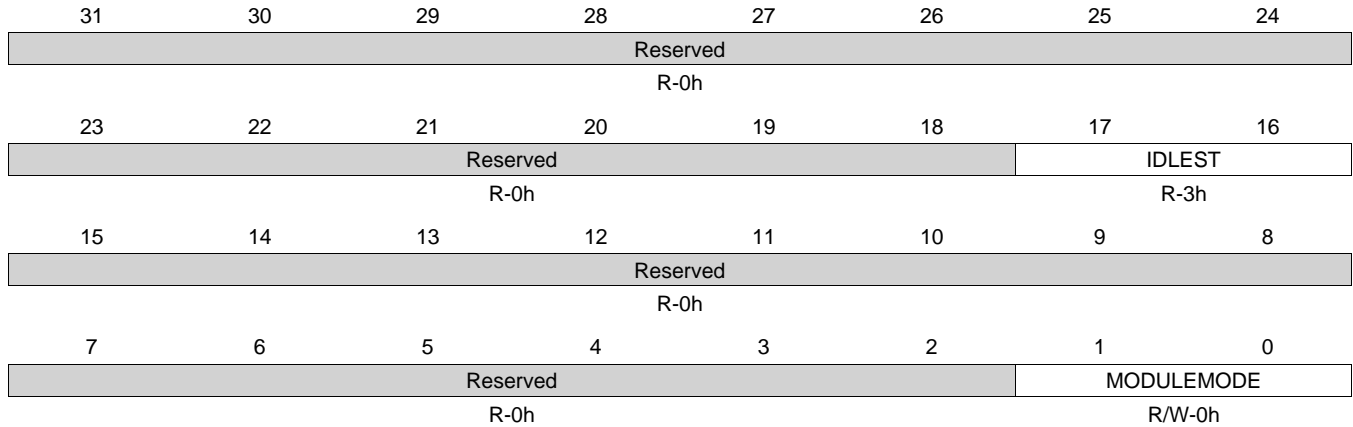 31 30 29 28 27 26 25 24
Reserved
R-0h
23 22 21 20 19 18 17 16
Reserved IDLEST
R-0h R-3h
15 14 13 12 11 10 9 8
Reserved
R-0h
7 6 5 4 3 2 1 0
Reserved MODULEMODE
R-0h R/W-0h